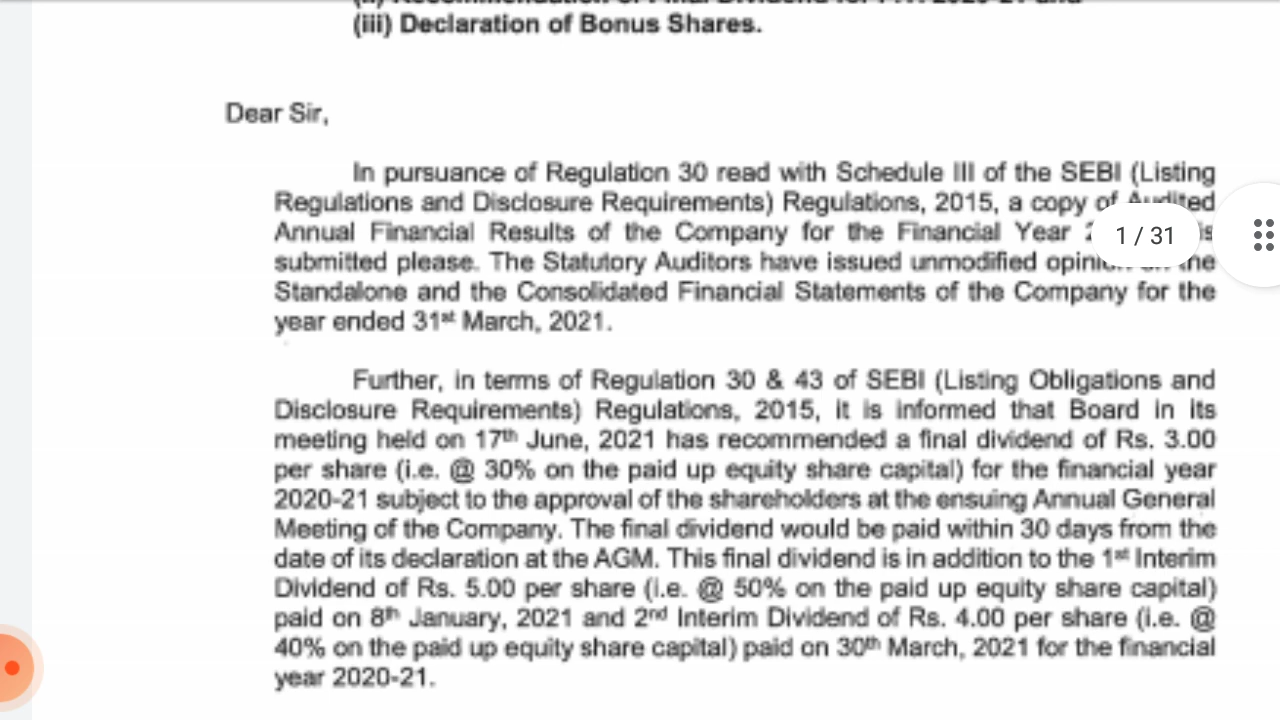 (iii) Declaration of Bonus Shares.
Dear Sir,
In pursuance of Regulation 30 read with Schedule III of the SEBI (Listing
Regulations and Disclosure Requirements) Regulations, 2015, a copy of Audited
Annual Financial Results of the Company for the Financial Year is
1 / 31
submitted please. The Statutory Auditors have issued unmodified opinion on the
Standalone and the Consolidated Financial Statements of the Company for the
year ended 31st March, 2021.
Further, in terms of Regulation 30 & 43 of SEBI (Listing Obligations and
Disclosure Requirements) Regulations, 2015, it is informed that Board in its
meeting held on 17th June, 2021 has recommended a final dividend of Rs. 3.00
per share (i.e. @ 30% on the paid up equity share capital) for the financial year
2020-21 subject to the approval of the shareholders at the ensuing Annual General
Meeting of the Company. The final dividend would be paid within 30 days from the
date of its declaration at the AGM. This final dividend is in addition to the 1st Interim
Dividend of Rs. 5.00 per share (i.e. @ 50% on the paid up equity share capital)
paid on 8th January, 2021 and 2nd Interim Dividend of Rs. 4.00 per share (i.e. @
40% on the paid up equity share capital) paid on 30th March, 2021 for the financial
year 2020-21.